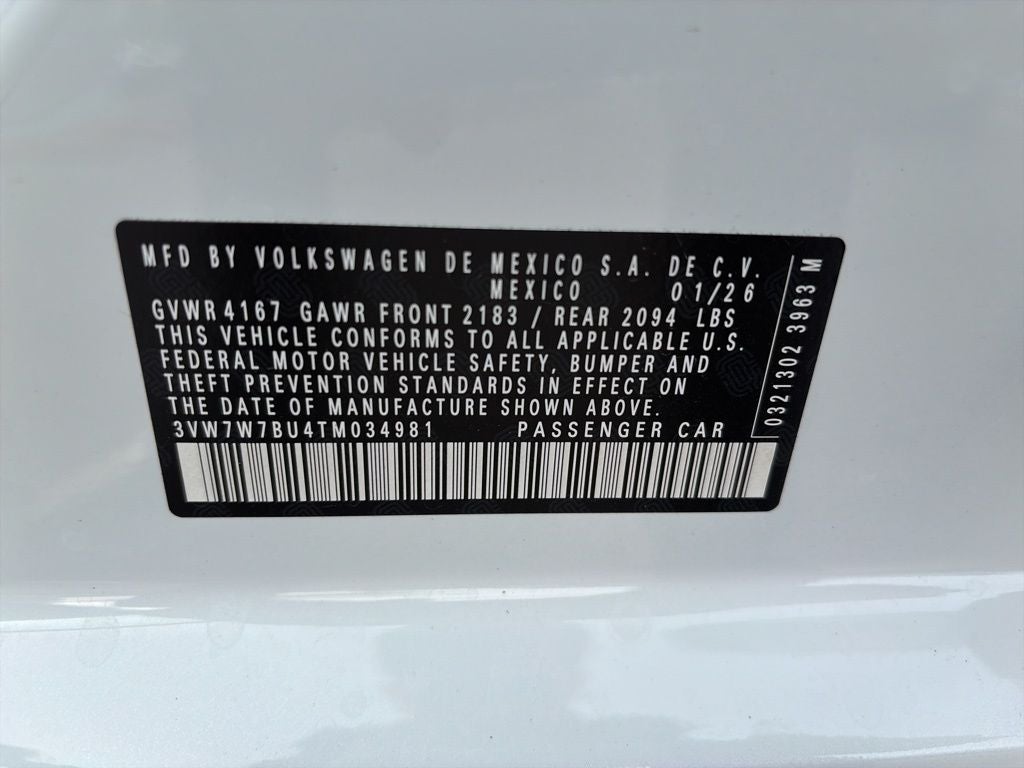 MFD BY VOLKSWAGEN DE MEXICO S.A. DE C.V.
MEXICO 01/26
GVWR 4167 GAWR FRONT 2183 / REAR 2094 LBS
THIS VEHICLE CONFORMS TO ALL APPLICABLE U.S.
FEDERAL MOTOR VEHICLE SAFETY, BUMPER AND
THEFT PREVENTION STANDARDS IN EFFECT ON
THE DATE OF MANUFACTURE SHOWN ABOVE.
3VW7W7BU4TM034981 PASSENGER CAR
0321302 3963 M